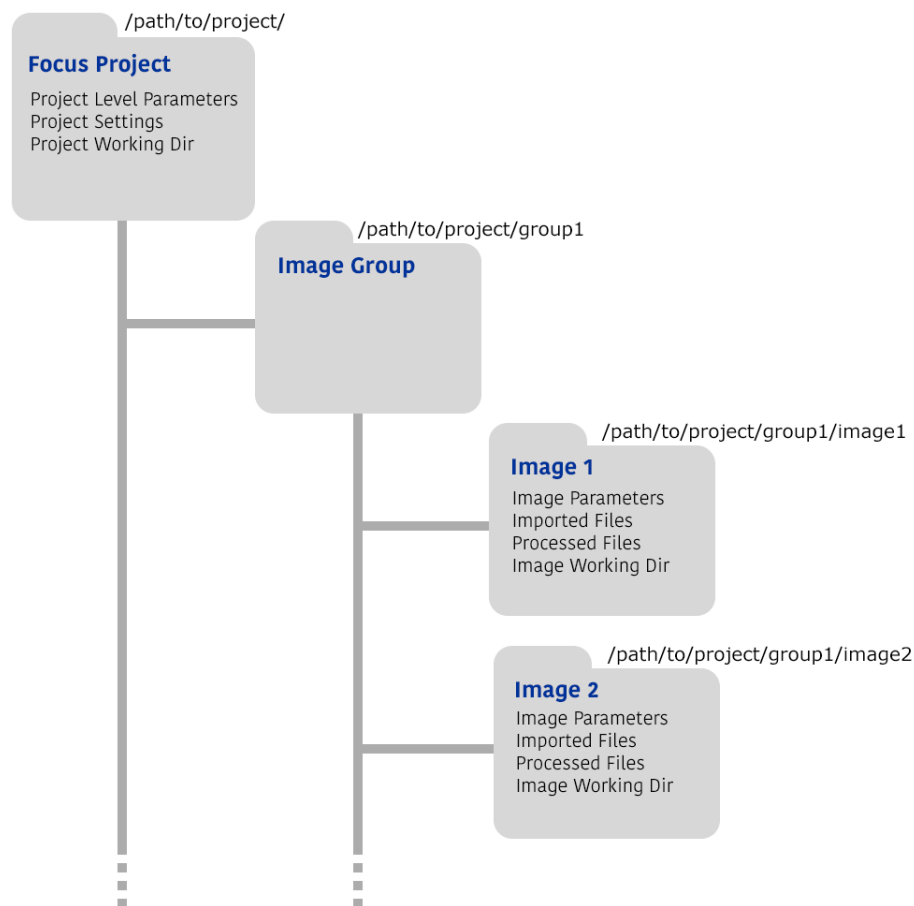 /path/to/project/
Focus Project
Project Level Parameters
Project Settings
Project Working Dir
/path/to/project/group1
Image Group
/path/to/project/group1/image1
Image 1
Image Parameters
Imported Files
Processed Files
Image Working Dir
/path/to/project/group1/image2
Image 2
Image Parameters
Imported Files
Processed Files
Image Working Dir